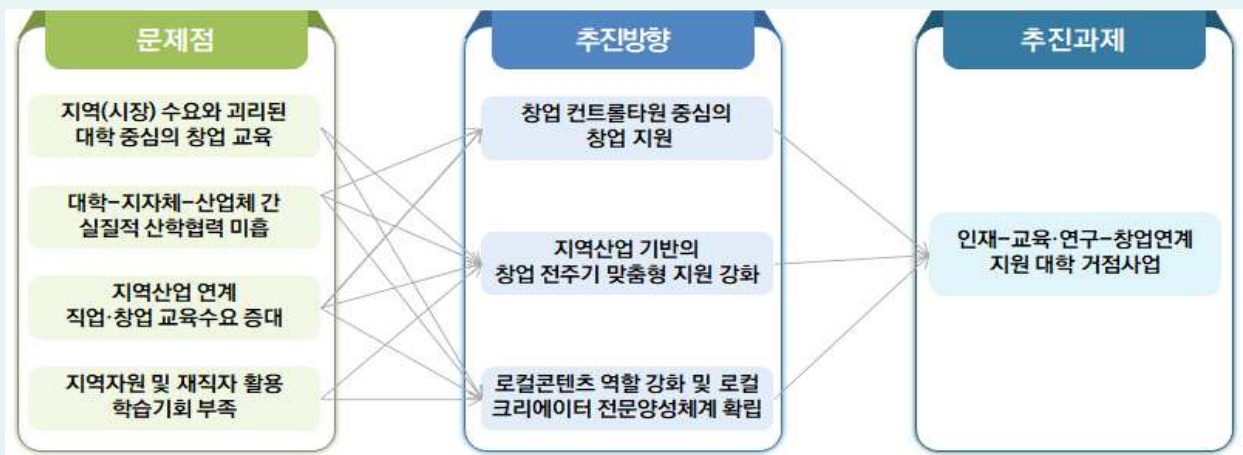 문제점
지역(시장) 수요와 괴리된
대학 중심의 창업 교육
대학-지자체-산업체 간
실질적 산학협력 미흡
지역산업 연계
직업·창업 교육수요 증대
지역자원 및 재직자 활용
학습기회 부족
추진방향
창업 컨트롤타원 중심의
창업 지원
지역산업 기반의
창업 전주기 맞춤형 지원 강화
로컬콘텐츠 역할 강화 및 로컬
크리에이터 전문양성체계 확립
추진과제
인재-교육·연구-창업연계
지원 대학 거점사업